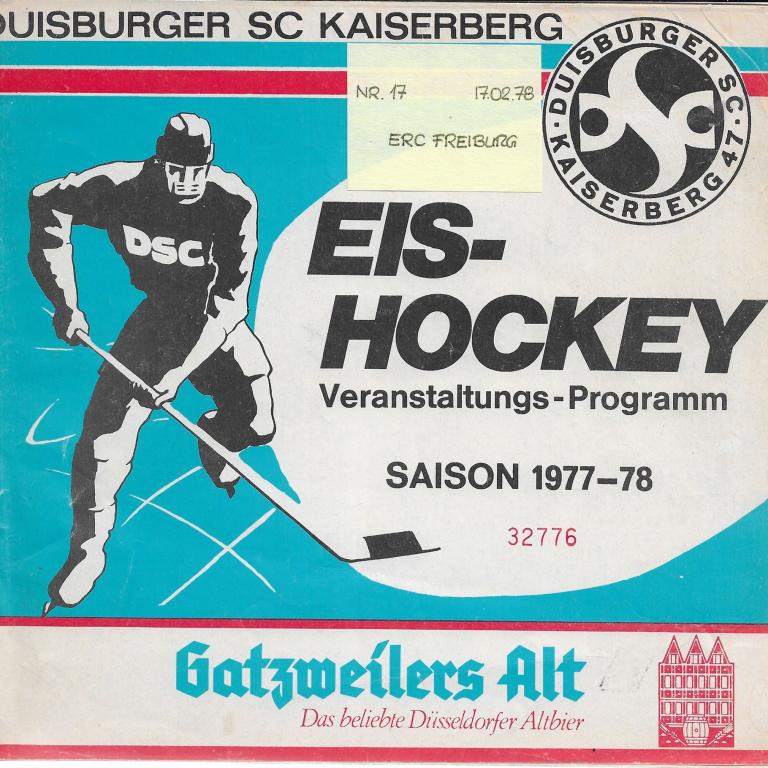 DUISBURGER SC KAISERBERG
DUISBURGER SC · KAISERBERG 47 ·
DSC
NR. 17 17.02.78
ERC FREIBURG
DSC
EIS-
HOCKEY
Veranstaltungs-Programm
SAISON 1977–78
32776
Gatzweilers Alt
Das beliebte Düsseldorfer Altbier